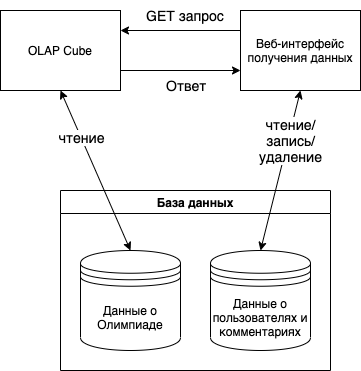 GET запрос
OLAP Cube
Веб-интерфейс
получения данных
Ответ
чтение
чтение/
запись/
удаление
База данных
Данные о
Олимпиаде
Данные о
пользователях и
комментариях